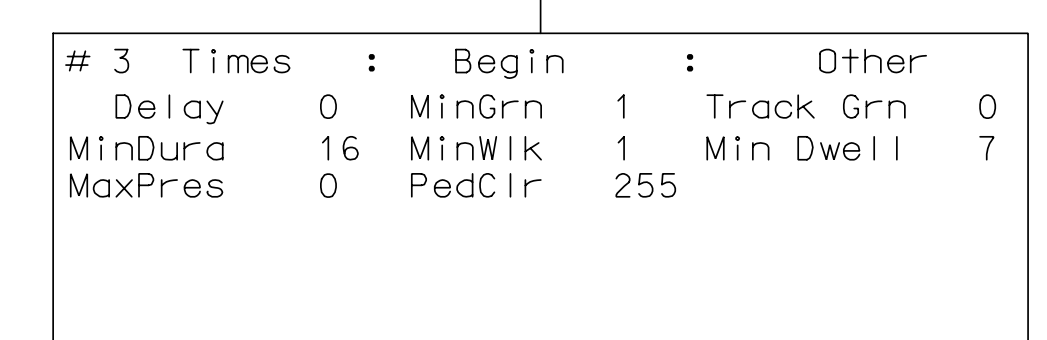 # 3 Times : Begin : Other
Delay 0 MinGrn 1 Track Grn 0
MinDura 16 MinWlk 1 Min Dwell 7
MaxPres 0 PedClr 255